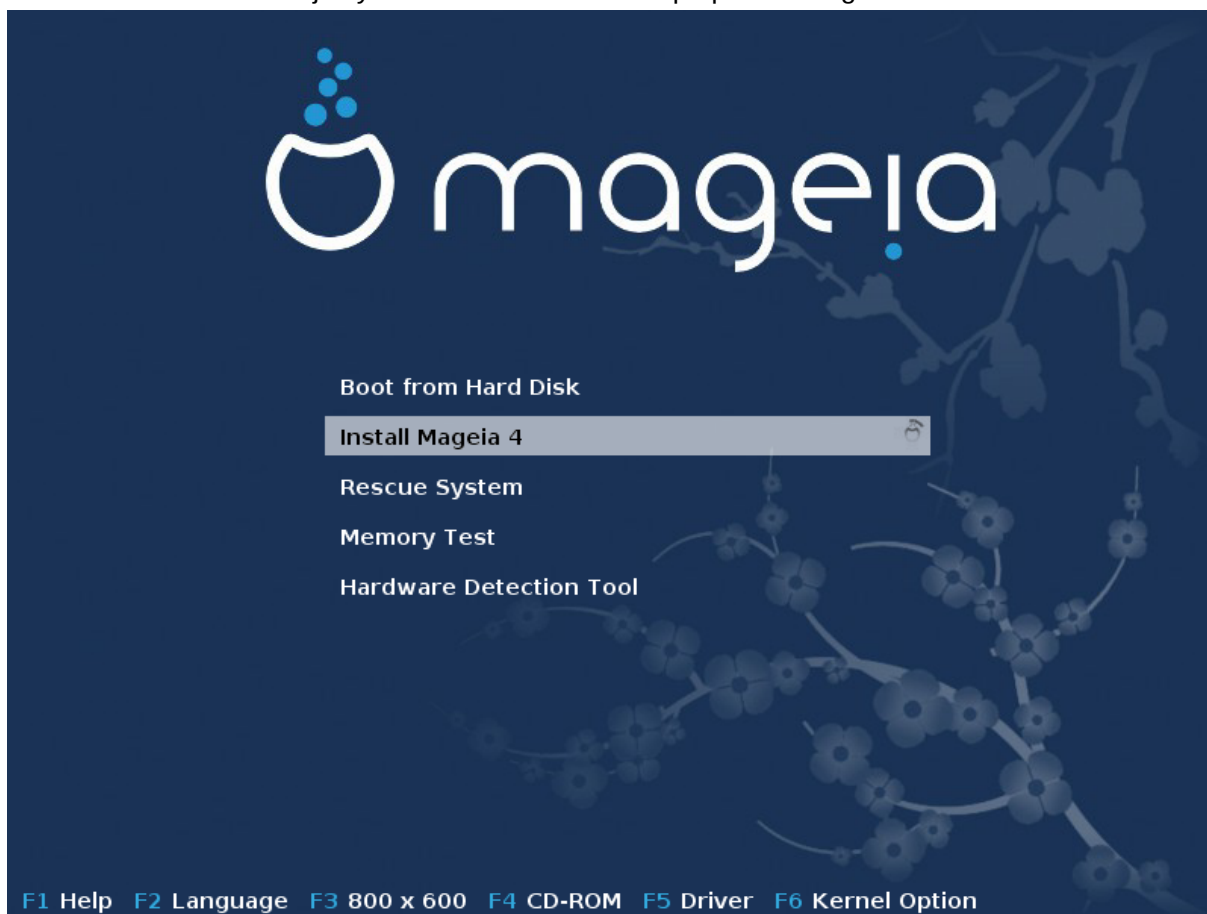 mageia
Boot from Hard Disk
Install Mageia 4
Rescue System
Memory Test
Hardware Detection Tool
F1 Help F2 Language F3 800 x 600 F4 CD-ROM F5 Driver F6 Kernel Option